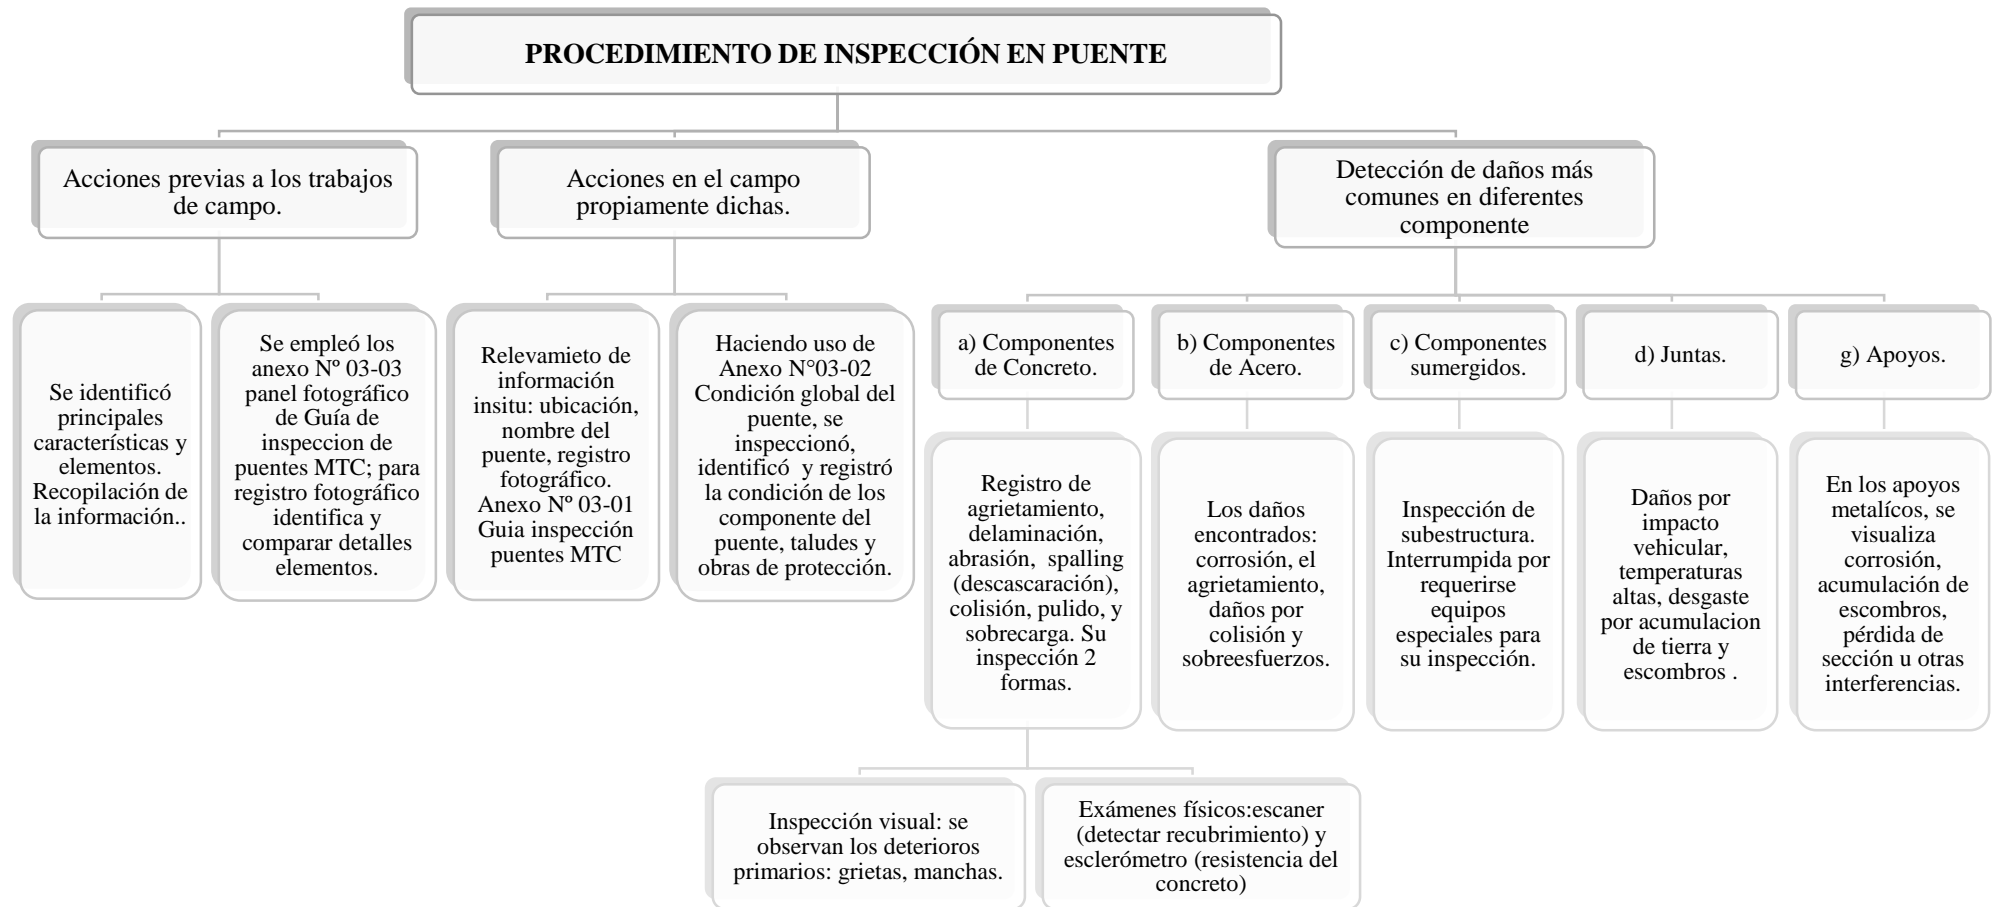 PROCEDIMIENTO DE INSPECCIÓN EN PUENTE
Acciones previas a los trabajos
de campo.
Acciones en el campo
propiamente dichas.
Detección de daños más
comunes en diferentes
componente
Se identificó
principales
características y
elementos.
Recopilación de
la información..
Se empleó los
anexo Nº 03-03
panel fotográfico
de Guía de
inspeccion de
puentes MTC; para
registro fotográfico
identifica y
comparar detalles
elementos.
Relevamieto de
información
insitu: ubicación,
nombre del
puente, registro
fotográfico.
Anexo Nº 03-01
Guia inspección
puentes MTC
Haciendo uso de
Anexo N°03-02
Condición global del
puente, se
inspeccionó,
identificó y registró
la condición de los
componente del
puente, taludes y
obras de protección.
a) Componentes
de Concreto.
b) Componentes
de Acero.
c) Componentes
sumergidos.
d) Juntas.
g) Apoyos.
Registro de
agrietamiento,
delaminación,
abrasión, spalling
(descascaración),
colisión, pulido, y
sobrecarga. Su
inspección 2
formas.
Los daños
encontrados:
corrosión, el
agrietamiento,
daños por
colisión y
sobreesfuerzos.
Inspección de
subestructura.
Interrumpida por
requerirse
equipos
especiales para
su inspección.
Daños por
impacto
vehicular,
temperaturas
altas, desgaste
por acumulacion
de tierra y
escombros .
En los apoyos
metalícos, se
visualiza
corrosión,
acumulación de
escombros,
pérdida de
sección u otras
interferencias.
Inspección visual: se
observan los deterioros
primarios: grietas, manchas.
Exámenes físicos:escaner
(detectar recubrimiento) y
esclerómetro (resistencia del
concreto)